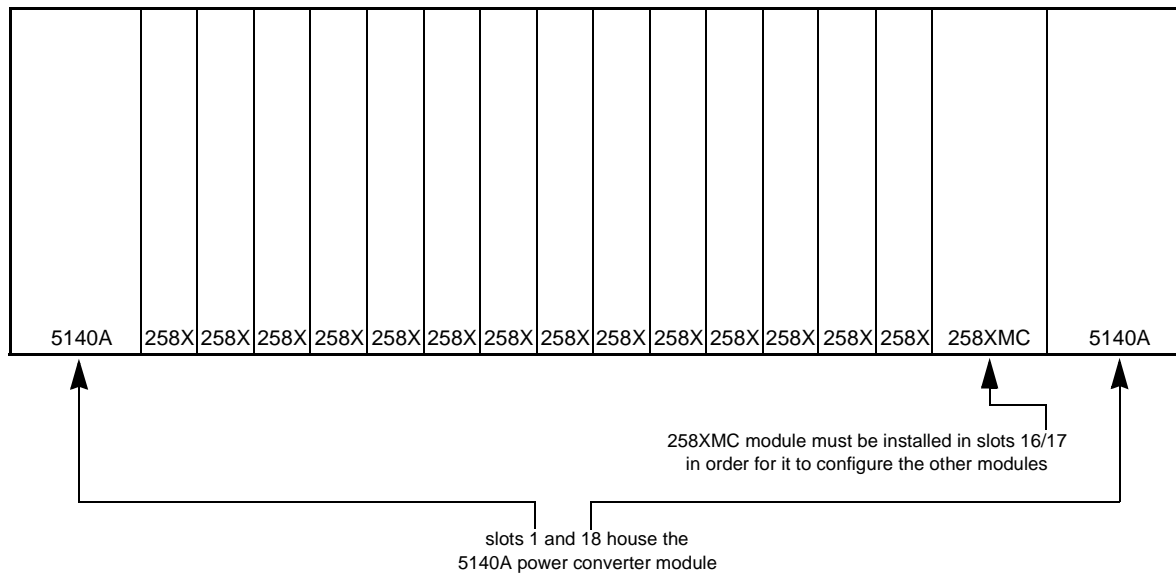 5140A 258X 258X 258X 258X 258X 258X 258X 258X 258X 258X 258X 258X 258X 258X 258XMC 5140A
258XMC module must be installed in slots 16/17
in order for it to configure the other modules
slots 1 and 18 house the
5140A power converter module